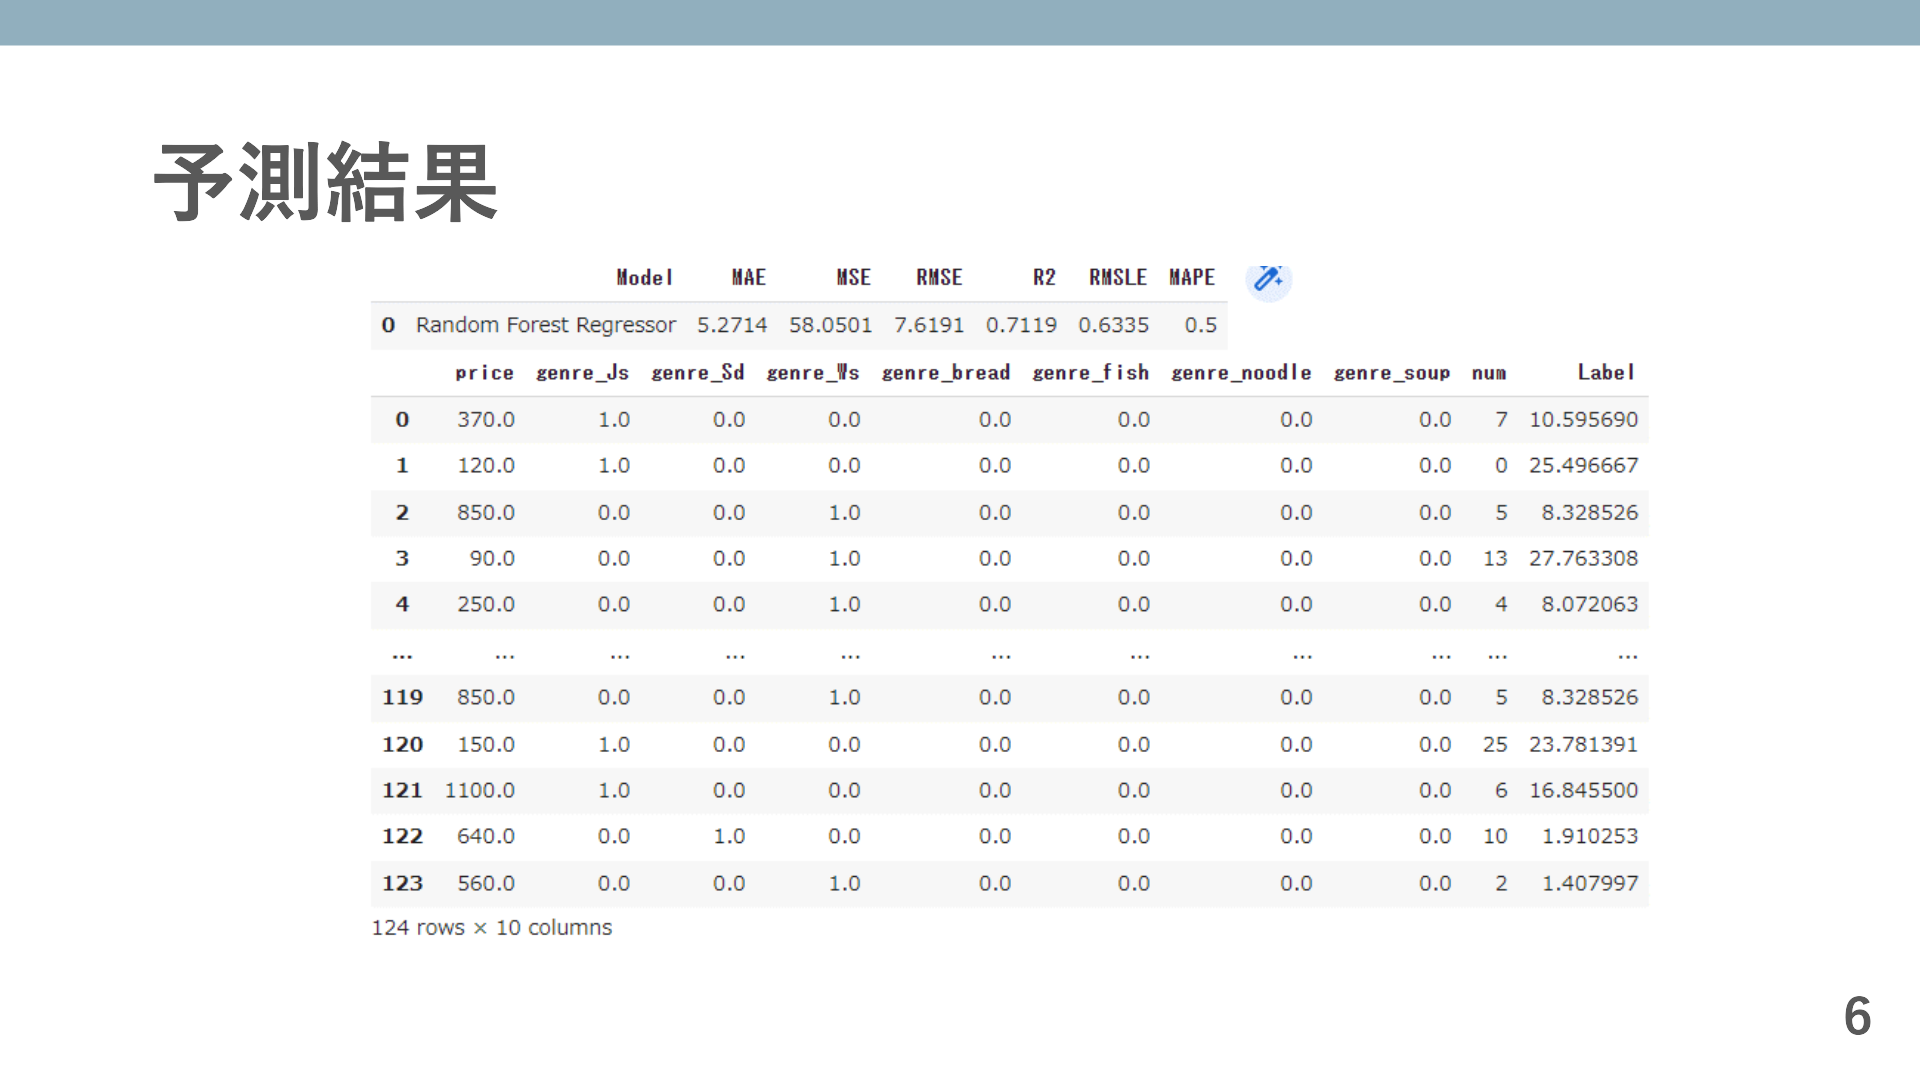 予測結果
Model MAE MSE RMSE R2 RMSLE MAPE
0 Random Forest Regressor 5.2714 58.0501 7.6191 0.7119 0.6335 0.5
price genre_Js genre_Sd genre_Ws genre_bread genre_fish genre_noodle genre_soup num Label
0 370.0 1.0 0.0 0.0 0.0 0.0 0.0 0.0 7 10.595690
1 120.0 1.0 0.0 0.0 0.0 0.0 0.0 0.0 0 25.496667
2 850.0 0.0 0.0 1.0 0.0 0.0 0.0 0.0 5 8.328526
3 90.0 0.0 0.0 1.0 0.0 0.0 0.0 0.0 13 27.763308
4 250.0 0.0 0.0 1.0 0.0 0.0 0.0 0.0 4 8.072063
... ... ... ... ... ... ... ... ... ... ...
119 850.0 0.0 0.0 1.0 0.0 0.0 0.0 0.0 5 8.328526
120 150.0 1.0 0.0 0.0 0.0 0.0 0.0 0.0 25 23.781391
121 1100.0 1.0 0.0 0.0 0.0 0.0 0.0 0.0 6 16.845500
122 640.0 0.0 1.0 0.0 0.0 0.0 0.0 0.0 10 1.910253
123 560.0 0.0 0.0 1.0 0.0 0.0 0.0 0.0 2 1.407997
124 rows × 10 columns
6